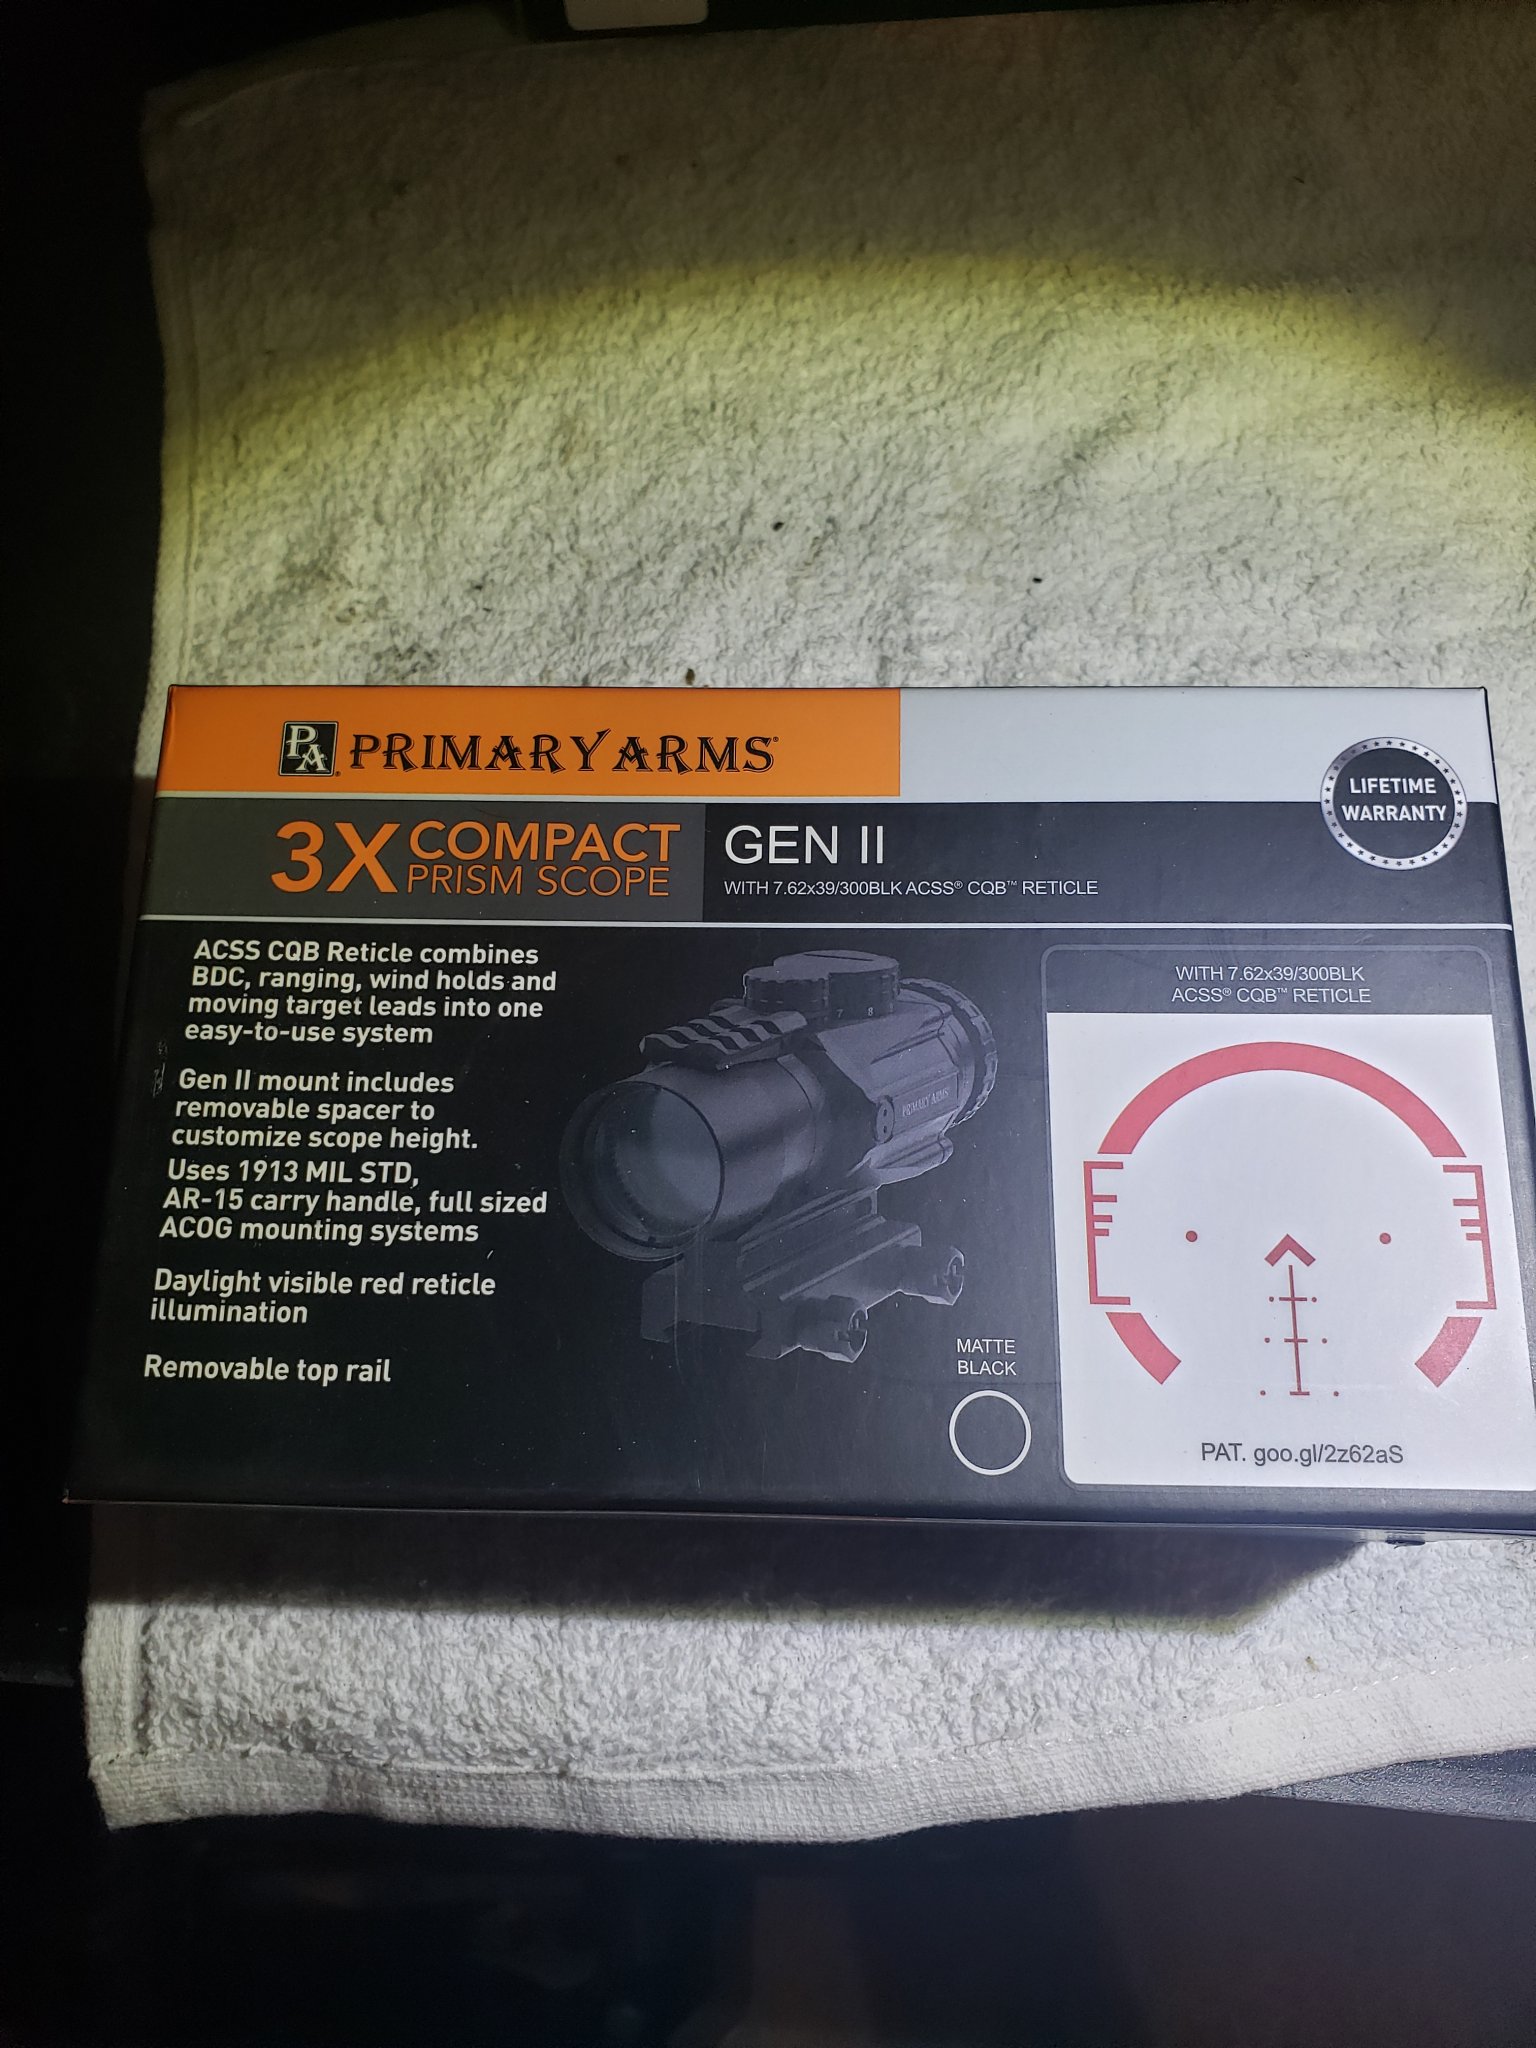 PA® PRIMARY ARMS®
LIFETIME
WARRANTY
3X COMPACT
PRISM SCOPE
GEN II
WITH 7.62x39/300BLK ACSS® CQB™ RETICLE
ACSS CQB Reticle combines
BDC, ranging, wind holds and
moving target leads into one
easy-to-use system
Gen II mount includes
removable spacer to
customize scope height.
Uses 1913 MIL STD,
AR-15 carry handle, full sized
ACOG mounting systems
Daylight visible red reticle
illumination
Removable top rail
7 8
PRIMARY ARMS
MATTE
BLACK
WITH 7.62x39/300BLK
ACSS® CQB™ RETICLE
PAT. goo.gl/2z62aS